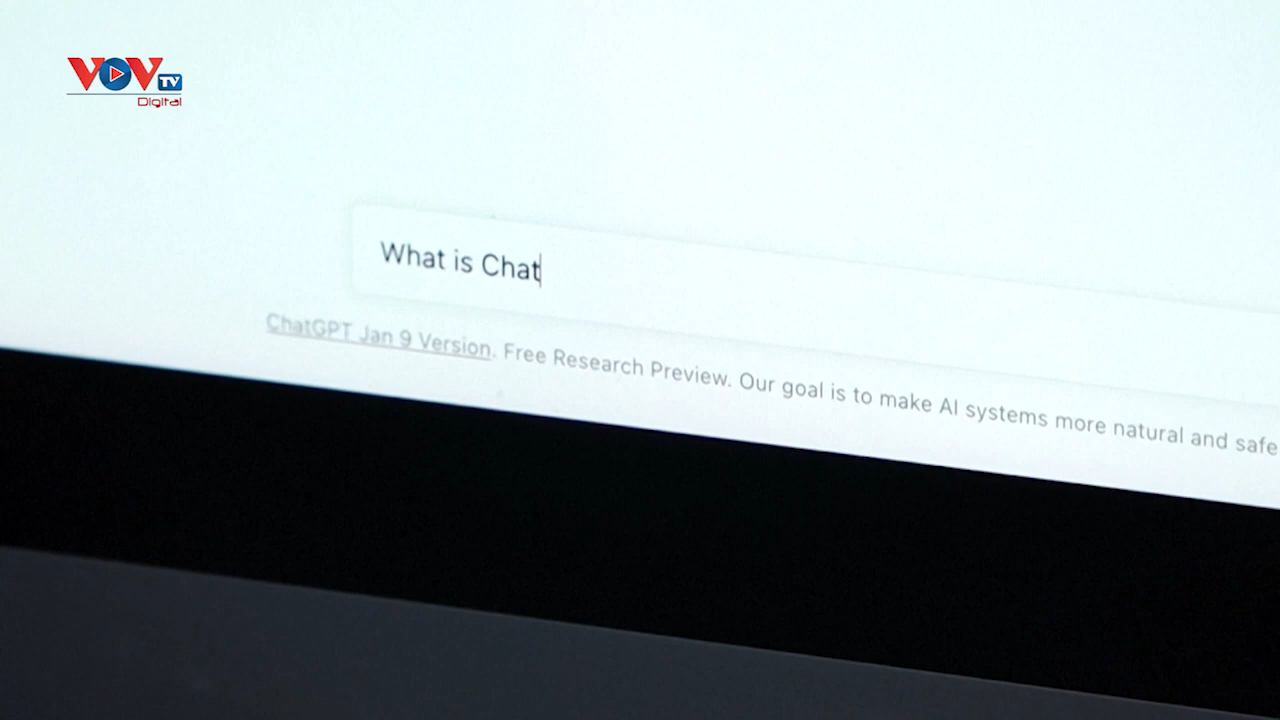 VOV TV
Digital
What is Chat
ChatGPT Jan 9 Version. Free Research Preview. Our goal is to make AI systems more natural and safe